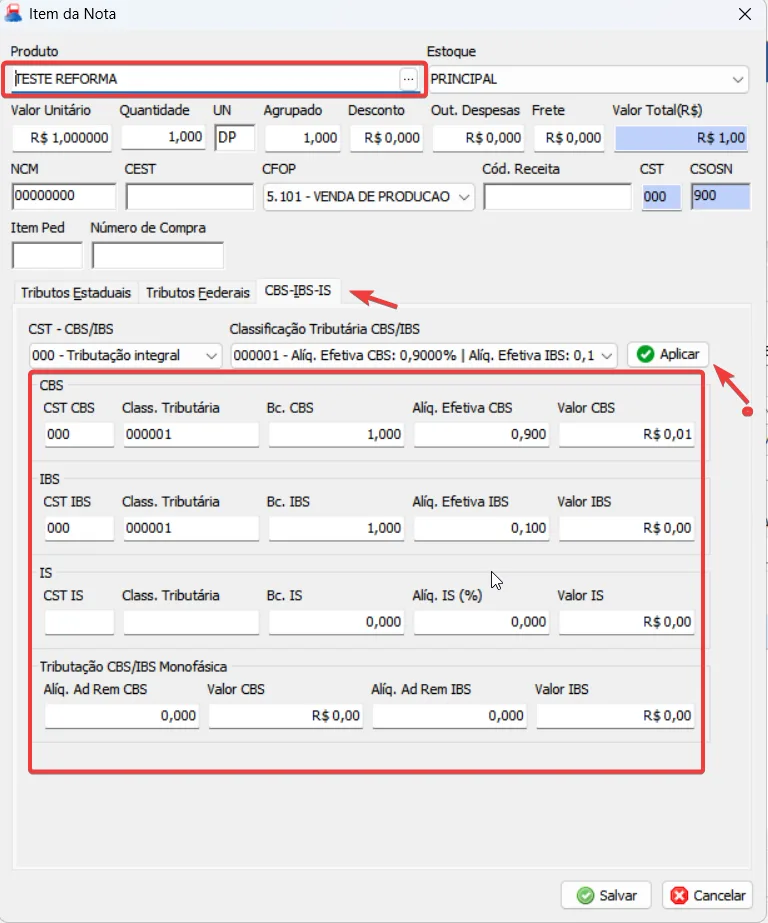 Item da Nota
Produto Estoque
TESTE REFORMA ... PRINCIPAL
Valor Unitário Quantidade UN Agrupado Desconto Out. Despesas Frete Valor Total(R$)
R$ 1,000000 1,000 DP 1,000 R$ 0,000 R$ 0,000 R$ 0,000 R$ 1,00
NCM CEST CFOP Cód. Receita CST CSOSN
00000000 5.101 - VENDA DE PRODUCAO 000 900
Item Ped Número de Compra
Tributos Estaduais Tributos Federais CBS-IBS-IS
CST - CBS/IBS Classificação Tributária CBS/IBS
000 - Tributação integral 000001 - Alíq. Efetiva CBS: 0,9000% | Alíq. Efetiva IBS: 0,1 Aplicar
CBS
CST CBS Class. Tributária Bc. CBS Alíq. Efetiva CBS Valor CBS
000 000001 1,000 0,900 R$ 0,01
IBS
CST IBS Class. Tributária Bc. IBS Alíq. Efetiva IBS Valor IBS
000 000001 1,000 0,100 R$ 0,00
IS
CST IS Class. Tributária Bc. IS Alíq. IS (%) Valor IS
0,000 0,000 R$ 0,00
Tributação CBS/IBS Monofásica
Alíq. Ad Rem CBS Valor CBS Alíq. Ad Rem IBS Valor IBS
0,000 R$ 0,00 0,000 R$ 0,00
Salvar Cancelar